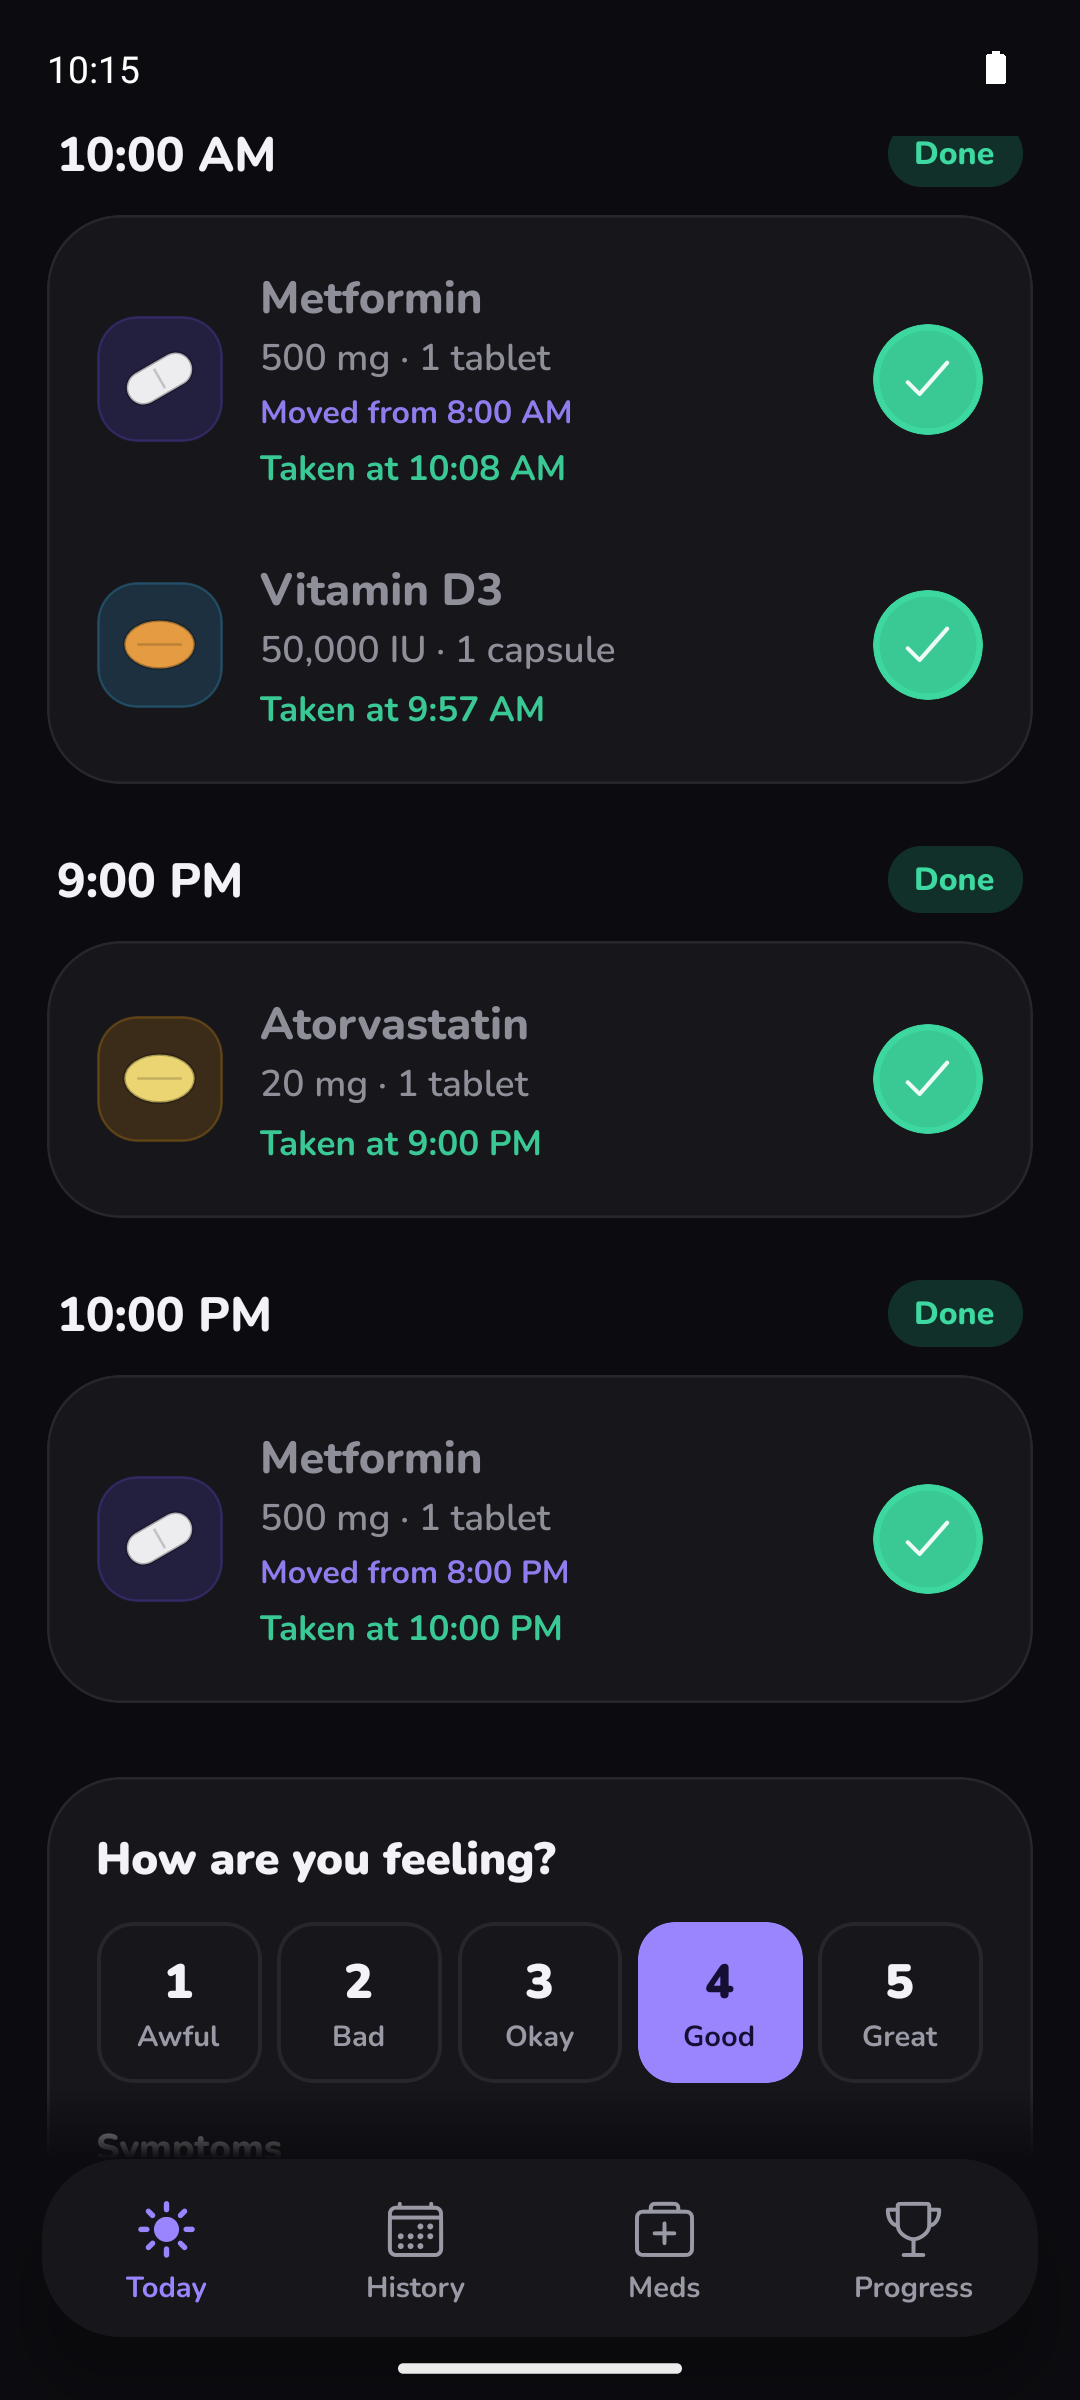 10:15
10:00 AM
Done
Metformin
500 mg · 1 tablet
Moved from 8:00 AM
Taken at 10:08 AM
Vitamin D3
50,000 IU · 1 capsule
Taken at 9:57 AM
9:00 PM
Done
Atorvastatin
20 mg · 1 tablet
Taken at 9:00 PM
10:00 PM
Done
Metformin
500 mg · 1 tablet
Moved from 8:00 PM
Taken at 10:00 PM
How are you feeling?
1 2 3 4 5
Awful Bad Okay Good Great
Symptoms
Today History Meds Progress